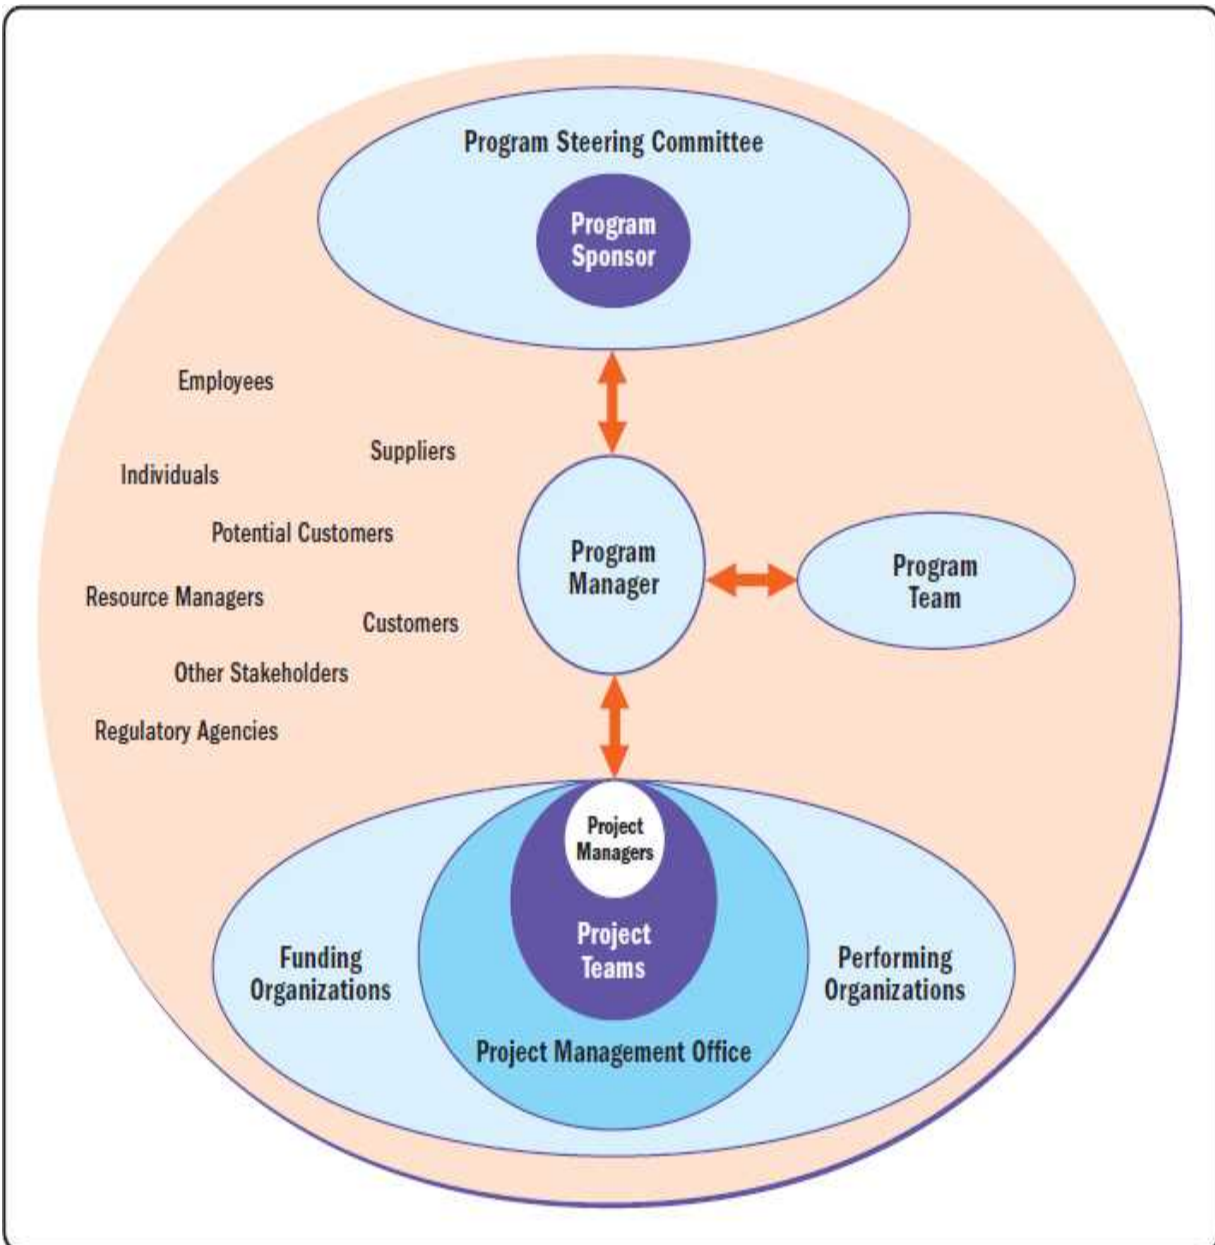 Program Steering Committee
Program
Sponsor
Employees
Suppliers
Individuals
Potential Customers
Resource Managers
Customers
Other Stakeholders
Regulatory Agencies
Program
Manager
Program
Team
Project
Managers
Project
Teams
Funding
Organizations
Performing
Organizations
Project Management Office